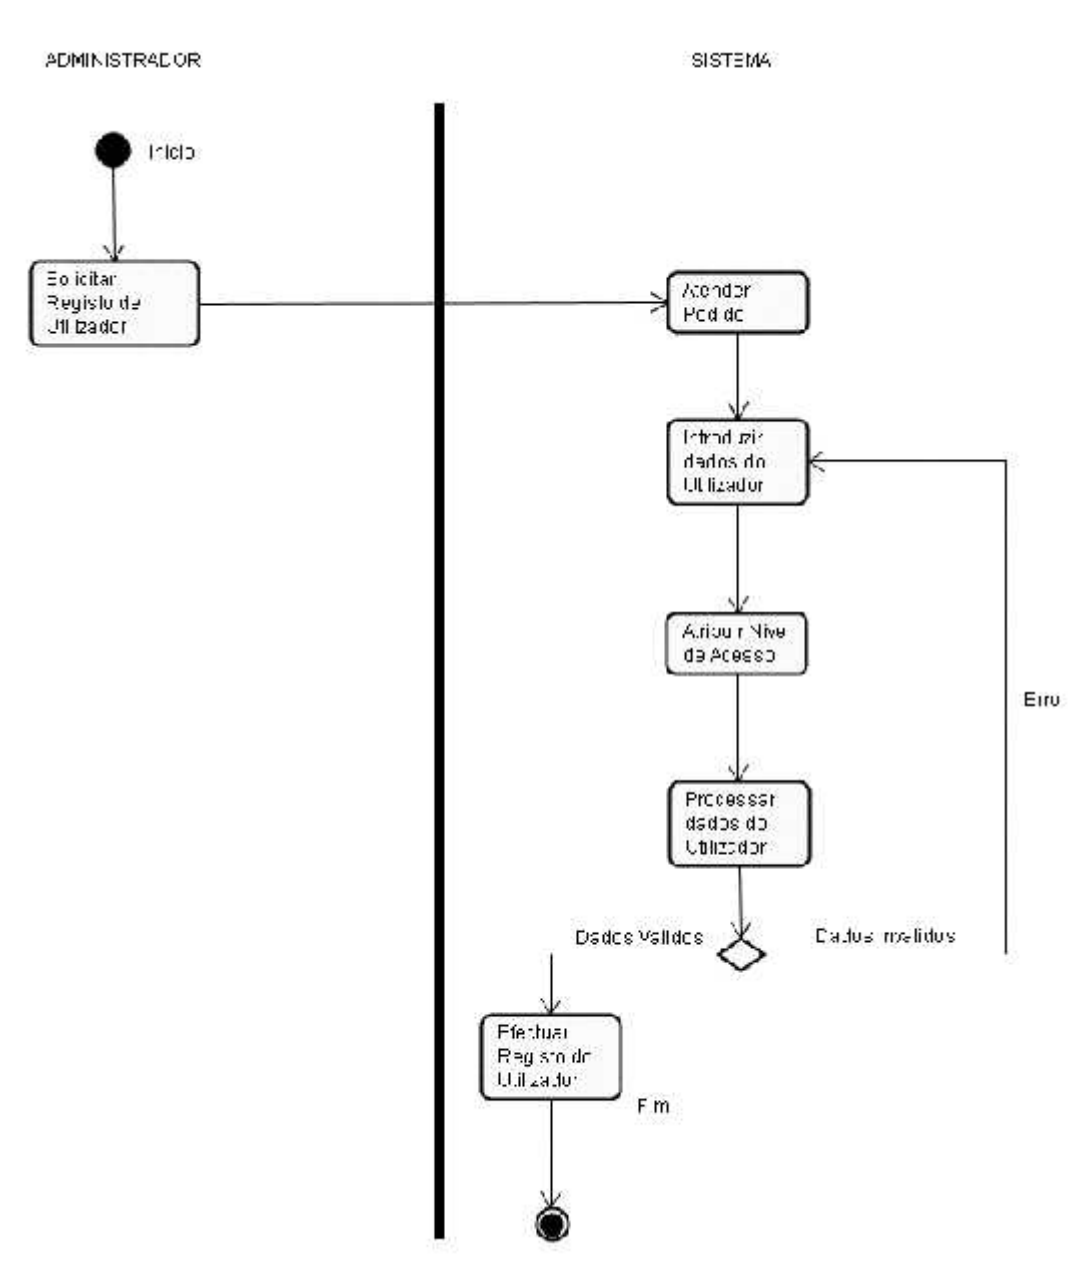 ADMINISTRADOR
SISTEMA
Inicio
Solicitar
Registo de
Utilizador
Atender
Pedido
Introduzir
dados do
Utilizador
Atribuir Nivel
de Acesso
Erro
Processar
dados do
Utilizador
Dados Validos
Dados Invalidos
Efectuar
Registo do
Utilizador
Fim